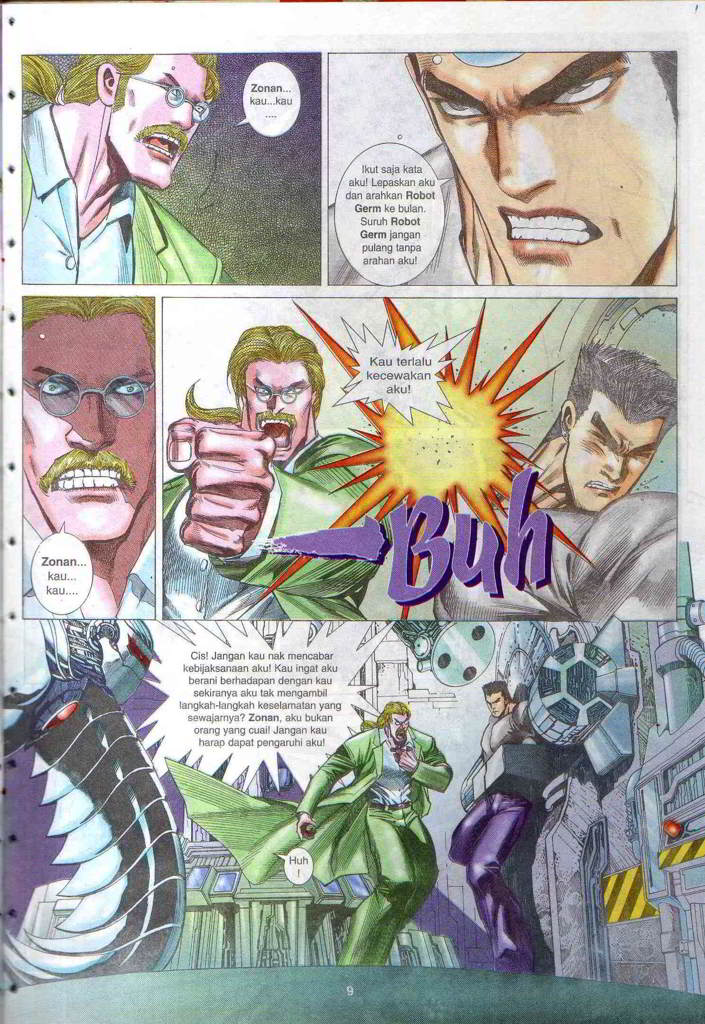 Zonan...
kau...kau
....
Ikut saja kata
aku! Lepaskan aku
dan arahkan Robot
Germ ke bulan.
Suruh Robot
Germ jangan
pulang tanpa
arahan aku!
Zonan...
kau...
kau....
Kau terlalu
kecewakan
aku!
Buh
Cis! Jangan kau nak mencabar
kebijaksanaan aku! Kau ingat aku
berani berhadapan dengan kau
sekiranya aku tak mengambil
langkah-langkah keselamatan yang
sewajarnya? Zonan, aku bukan
orang yang cuai! Jangan kau
harap dapat pengaruhi aku!
Huh
!
9